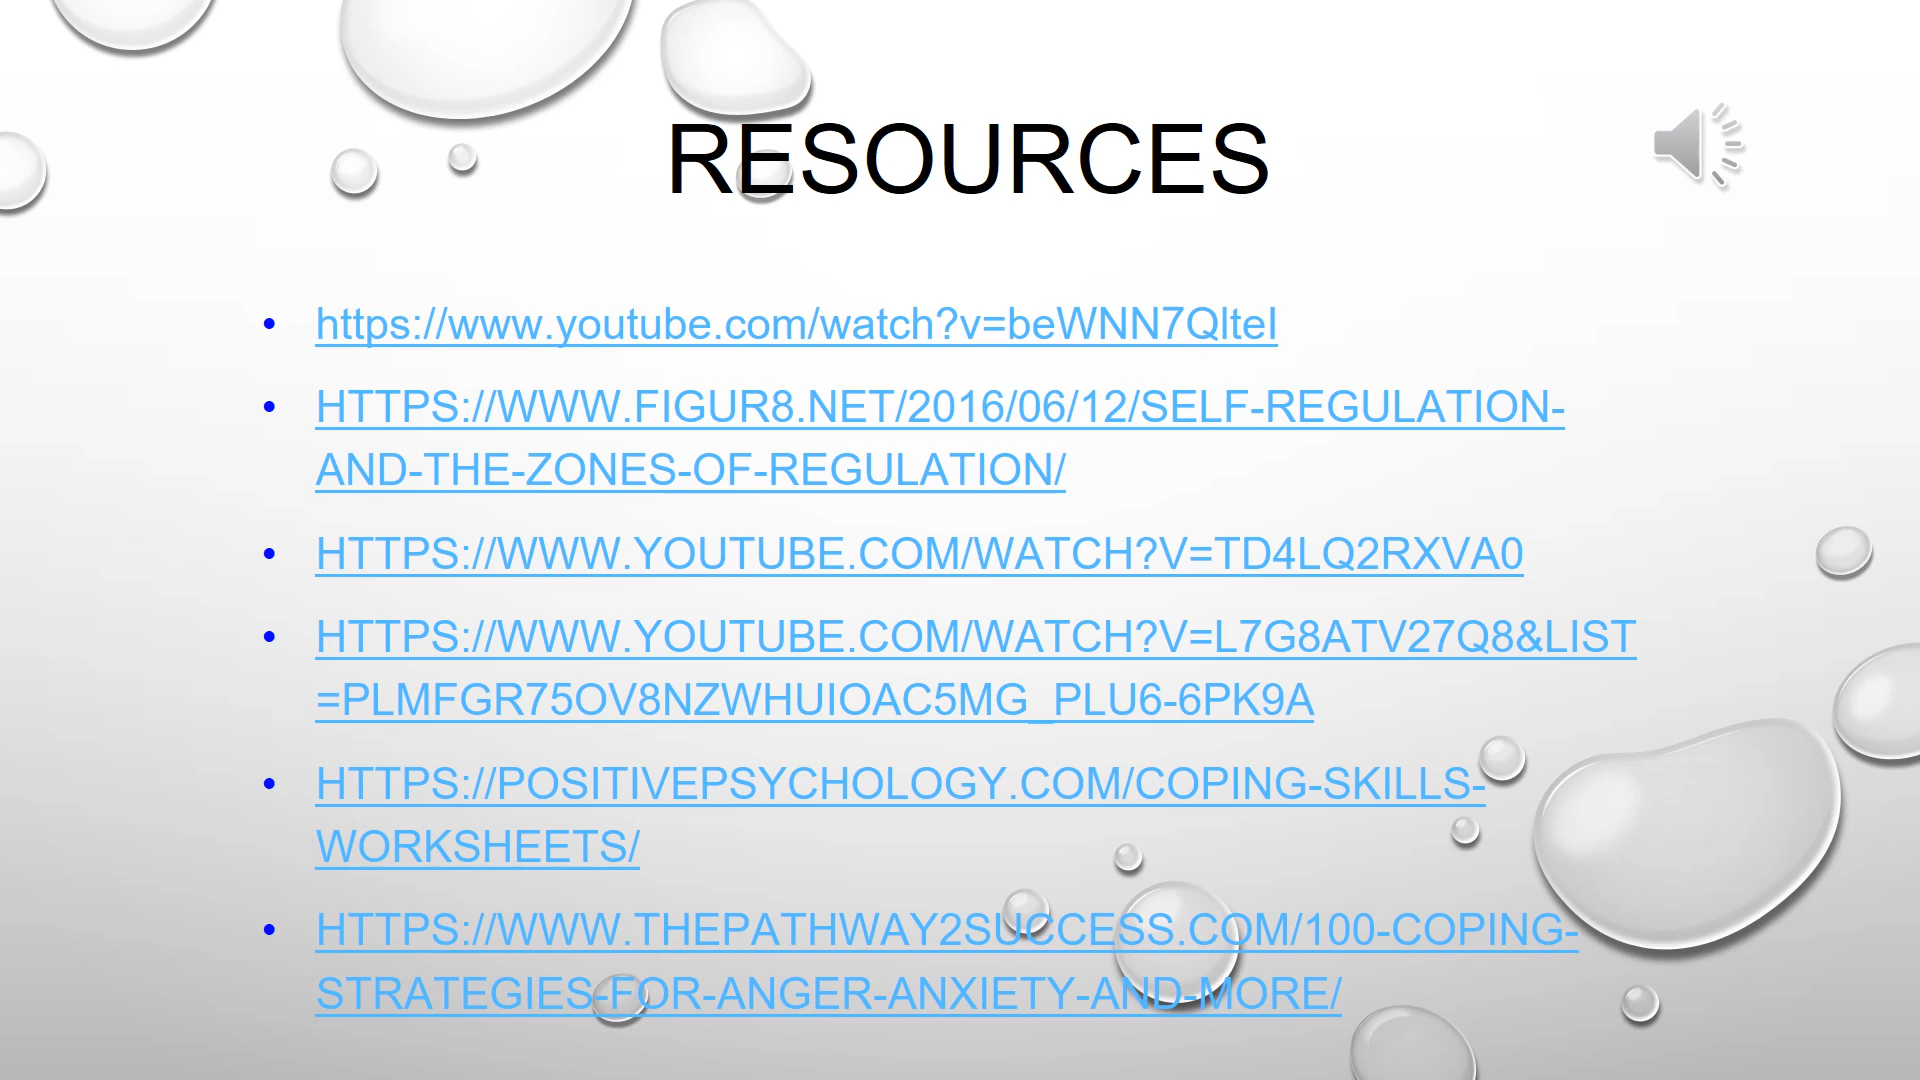 RESOURCES
• https://www.youtube.com/watch?v=beWNN7QlteI
• HTTPS://WWW.FIGUR8.NET/2016/06/12/SELF-REGULATION-
AND-THE-ZONES-OF-REGULATION/
• HTTPS://WWW.YOUTUBE.COM/WATCH?V=TD4LQ2RXVA0
• HTTPS://WWW.YOUTUBE.COM/WATCH?V=L7G8ATV27Q8&LIST
=PLMFGR75OV8NZWHUIOAC5MG_PLU6-6PK9A
• HTTPS://POSITIVEPSYCHOLOGY.COM/COPING-SKILLS-
WORKSHEETS/
• HTTPS://WWW.THEPATHWAY2SUCCESS.COM/100-COPING-
STRATEGIES-FOR-ANGER-ANXIETY-AND-MORE/